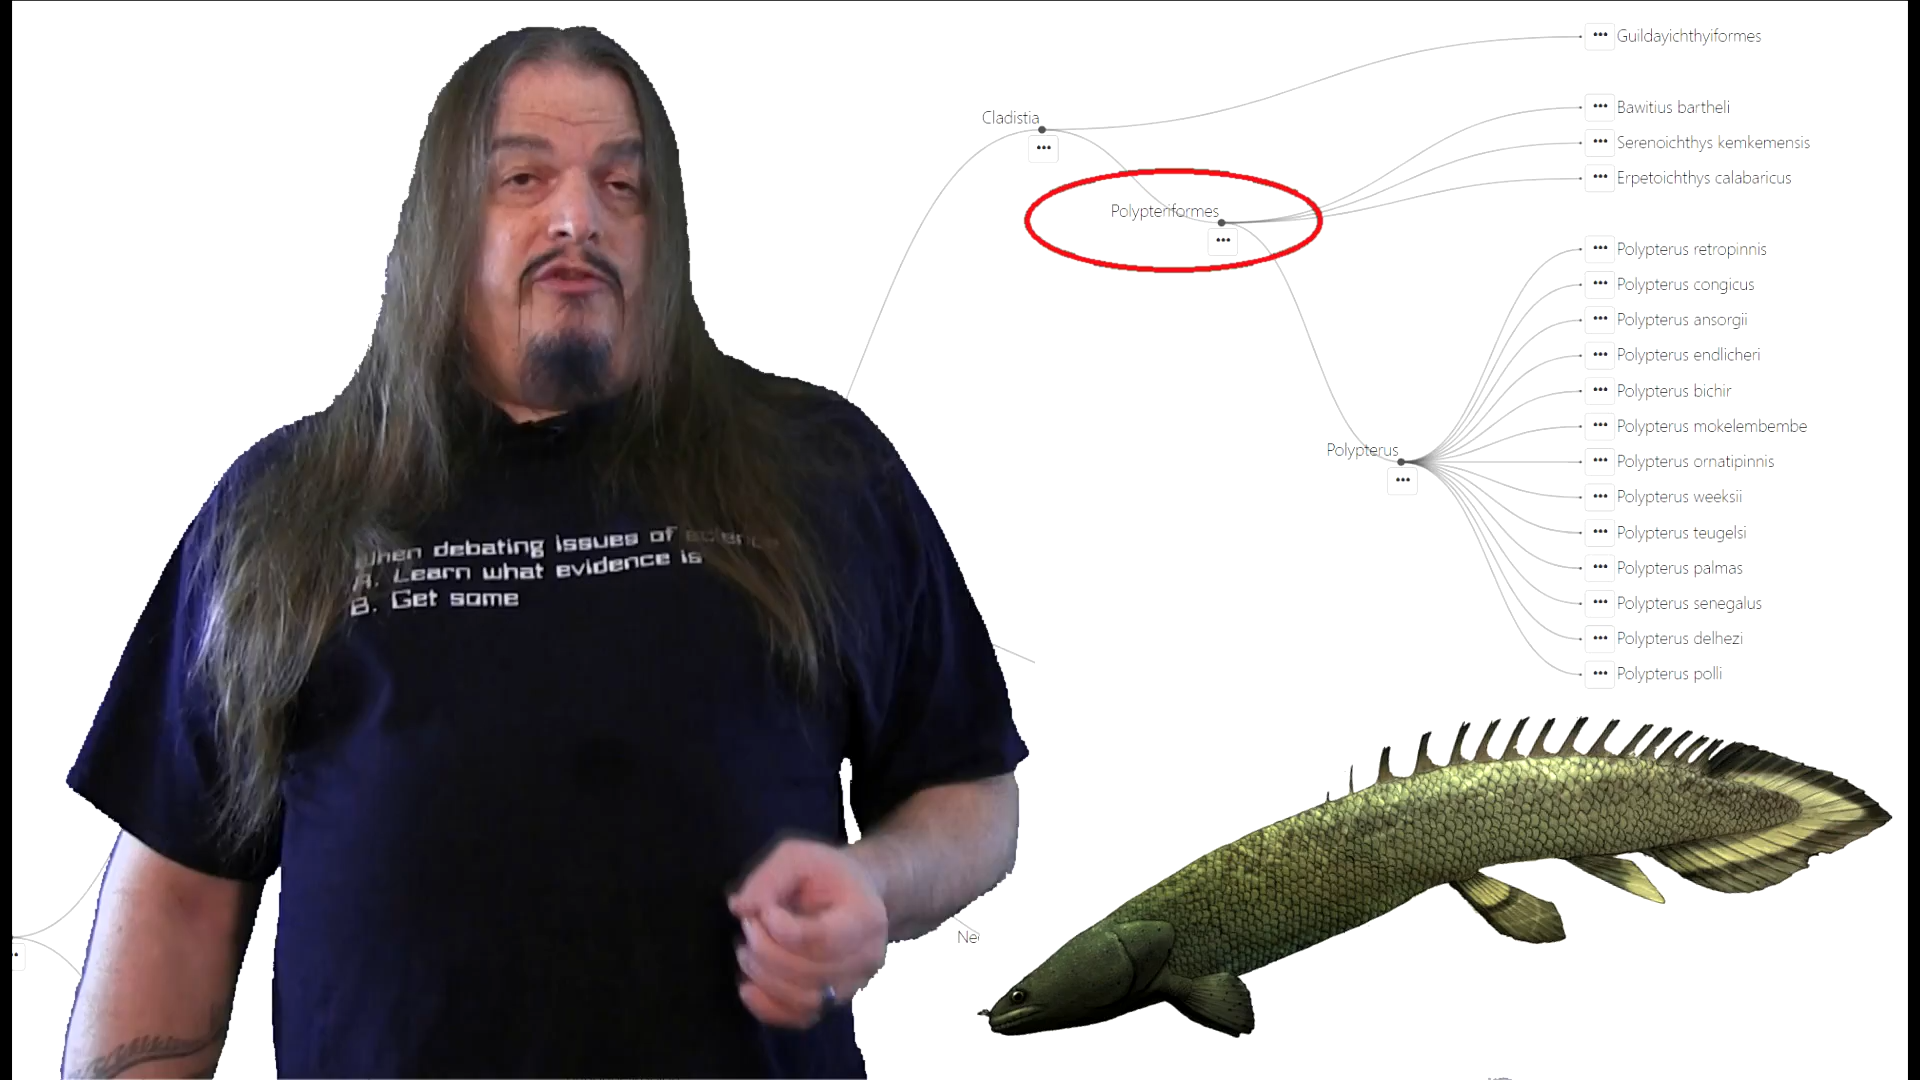 Guildayichthyiformes
Bawitius bartheli
Cladistia
Serenoichthys kemkemensis
Erpetoichthys calabaricus
Polypteriformes
Polypterus retropinnis
Polypterus congicus
Polypterus ansorgii
Polypterus endlicheri
Polypterus bichir
Polypterus mokelembembe
Polypterus
Polypterus ornatipinnis
Polypterus weeksii
Polypterus teugelsi
Polypterus palmas
Polypterus senegalus
Polypterus delhezi
Polypterus polli
When debating issues of science
A. Learn what evidence is
B. Get some